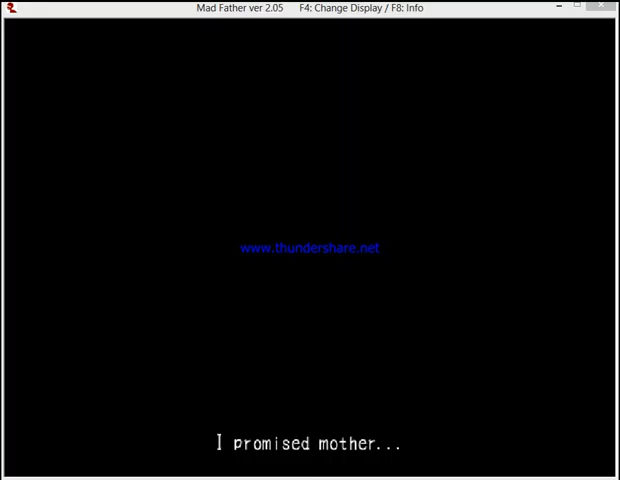 Mad Father ver 2.05 F4: Change Display / F8: Info
www.thundershare.net
I promised mother...